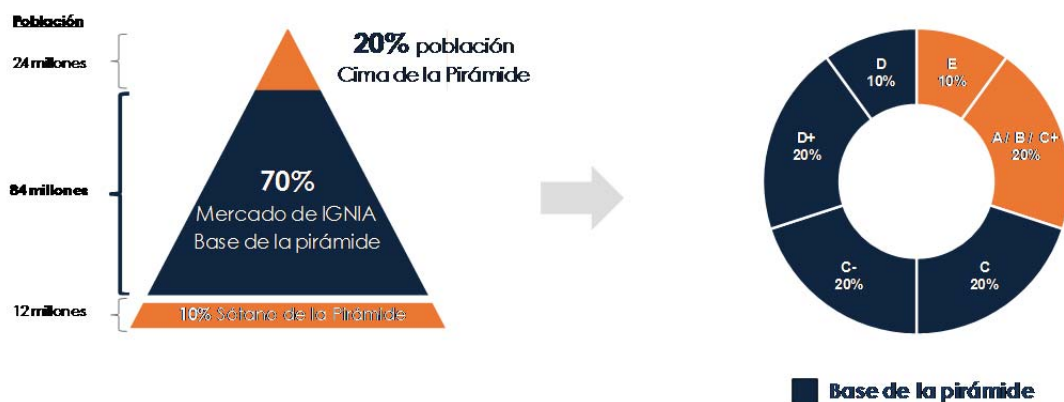 Población
24 millones
20% población
Cima de la Pirámide
84 millones
70%
Mercado de IGNIA
Base de la pirámide
12 millones
10% Sótano de la Pirámide
D
10%
E
10%
D+
20%
A / B / C+
20%
C-
20%
C
20%
Base de la pirámide